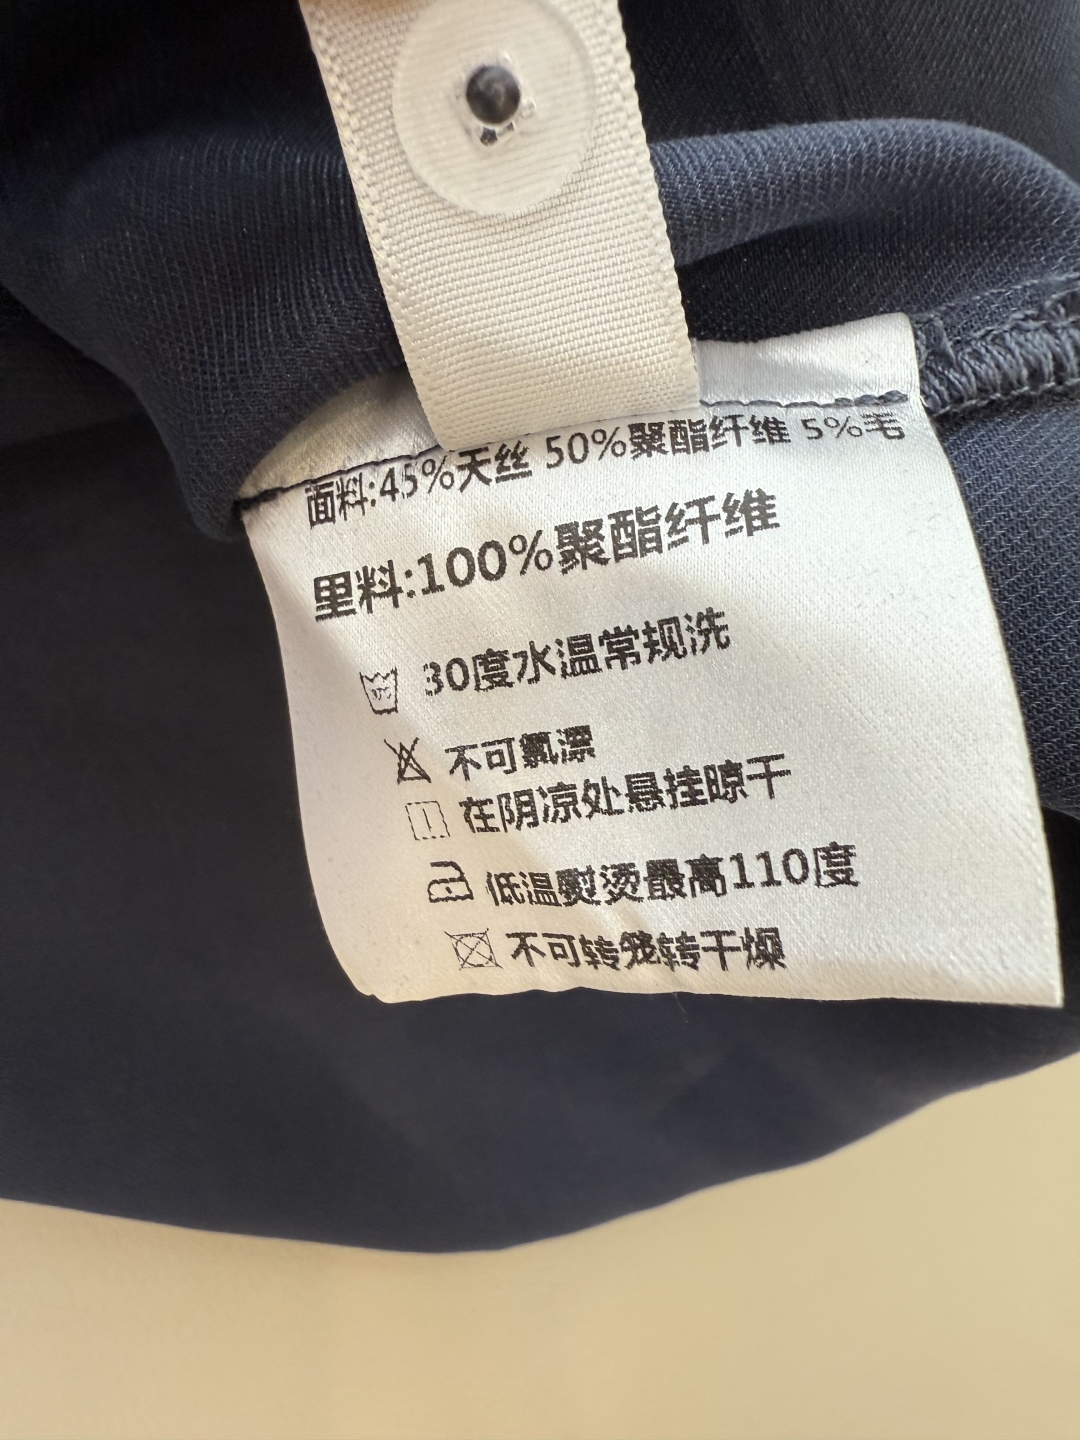 面料:45%天丝 50%聚酯纤维 5%毛
里料:100%聚酯纤维
30 30度水温常规洗
不可氯漂
在阴凉处悬挂晾干
低温熨烫最高110度
不可转笼转干燥